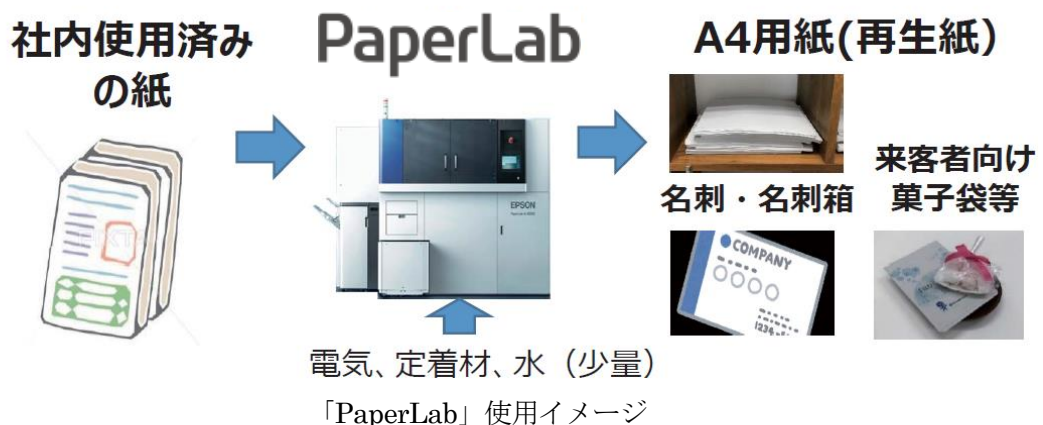 社内使用済み
の紙
PaperLab
A4用紙(再生紙）
来客者向け
菓子袋等
名刺・名刺箱
EPSON
COMPANY
1234
電気、定着材、水（少量）
「PaperLab」使用イメージ